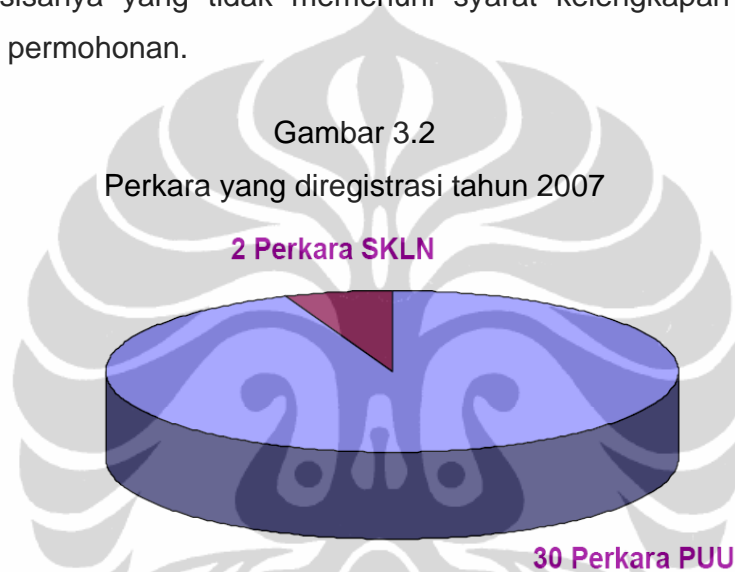 sisanya yang tidak memenuhi syarat kelengkapan
permohonan.
Gambar 3.2
Perkara yang diregistrasi tahun 2007
2 Perkara SKLN
30 Perkara PUU